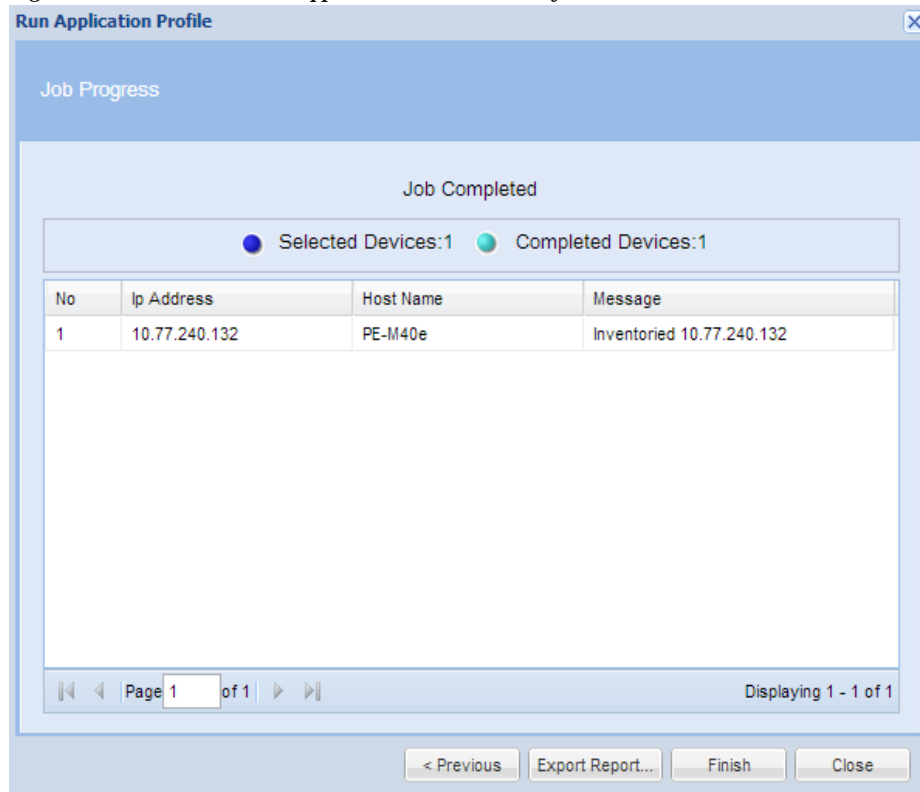 Run Application Profile
Job Progress
Job Completed
Selected Devices:1 Completed Devices:1
No Ip Address Host Name Message
1 10.77.240.132 PE-M40e Inventoried 10.77.240.132
Page 1 of 1 Displaying 1 - 1 of 1
< Previous Export Report... Finish Close